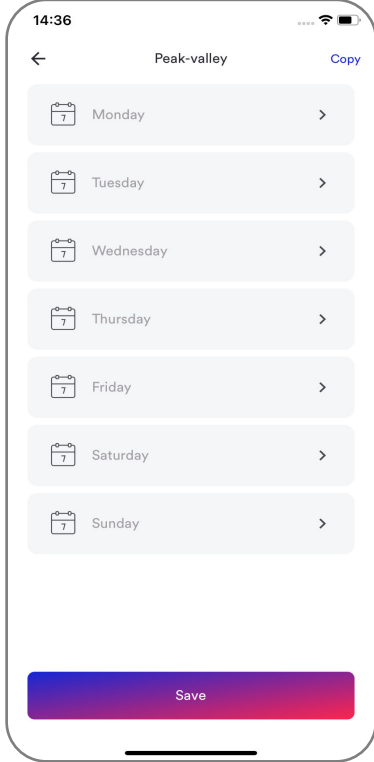 14:36
Peak-valley Copy
7 Monday
7 Tuesday
7 Wednesday
7 Thursday
7 Friday
7 Saturday
7 Sunday
Save